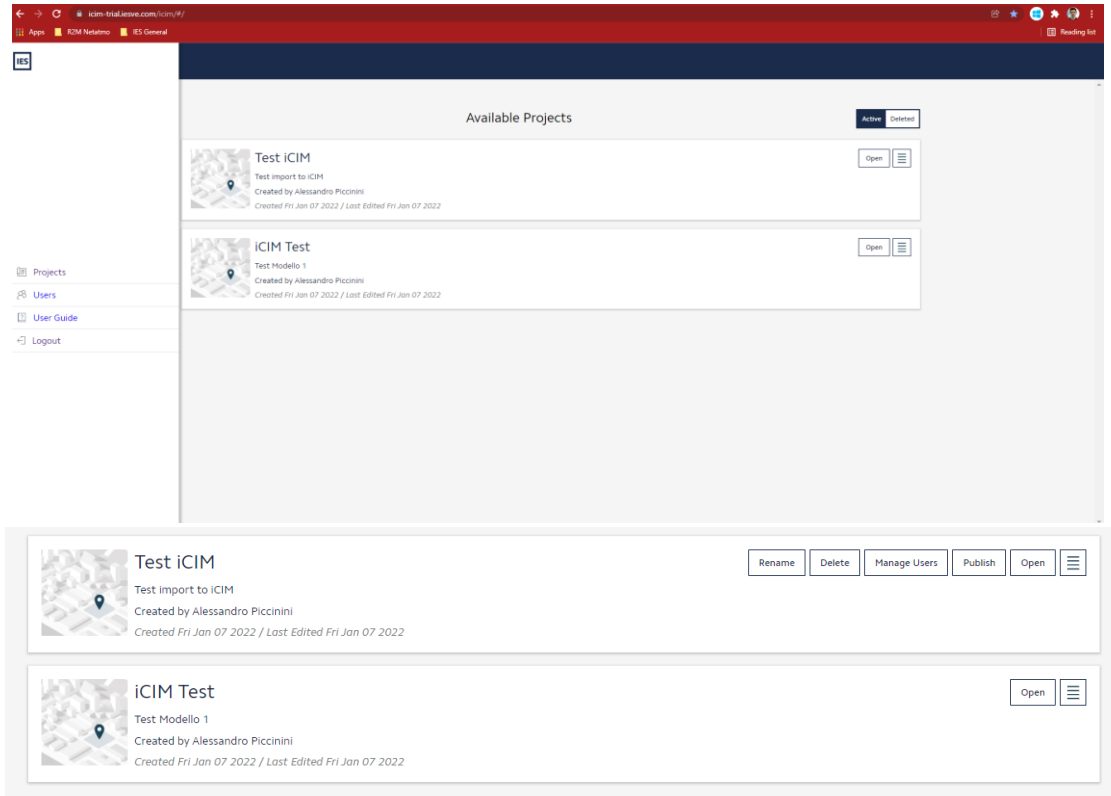 icim-trial.iesve.com/icim/#/
Apps R2M Netatmo IES General Reading list
IES
Available Projects
Active Deleted
Test iCIM
Open
Test import to iCIM
Created by Alessandro Piccinini
Created Fri Jan 07 2022 / Last Edited Fri Jan 07 2022
iCIM Test
Open
Test Modello 1
Created by Alessandro Piccinini
Created Fri Jan 07 2022 / Last Edited Fri Jan 07 2022
Projects
Users
User Guide
Logout
Test iCIM
Rename Delete Manage Users Publish Open
Test import to iCIM
Created by Alessandro Piccinini
Created Fri Jan 07 2022 / Last Edited Fri Jan 07 2022
iCIM Test
Open
Test Modello 1
Created by Alessandro Piccinini
Created Fri Jan 07 2022 / Last Edited Fri Jan 07 2022